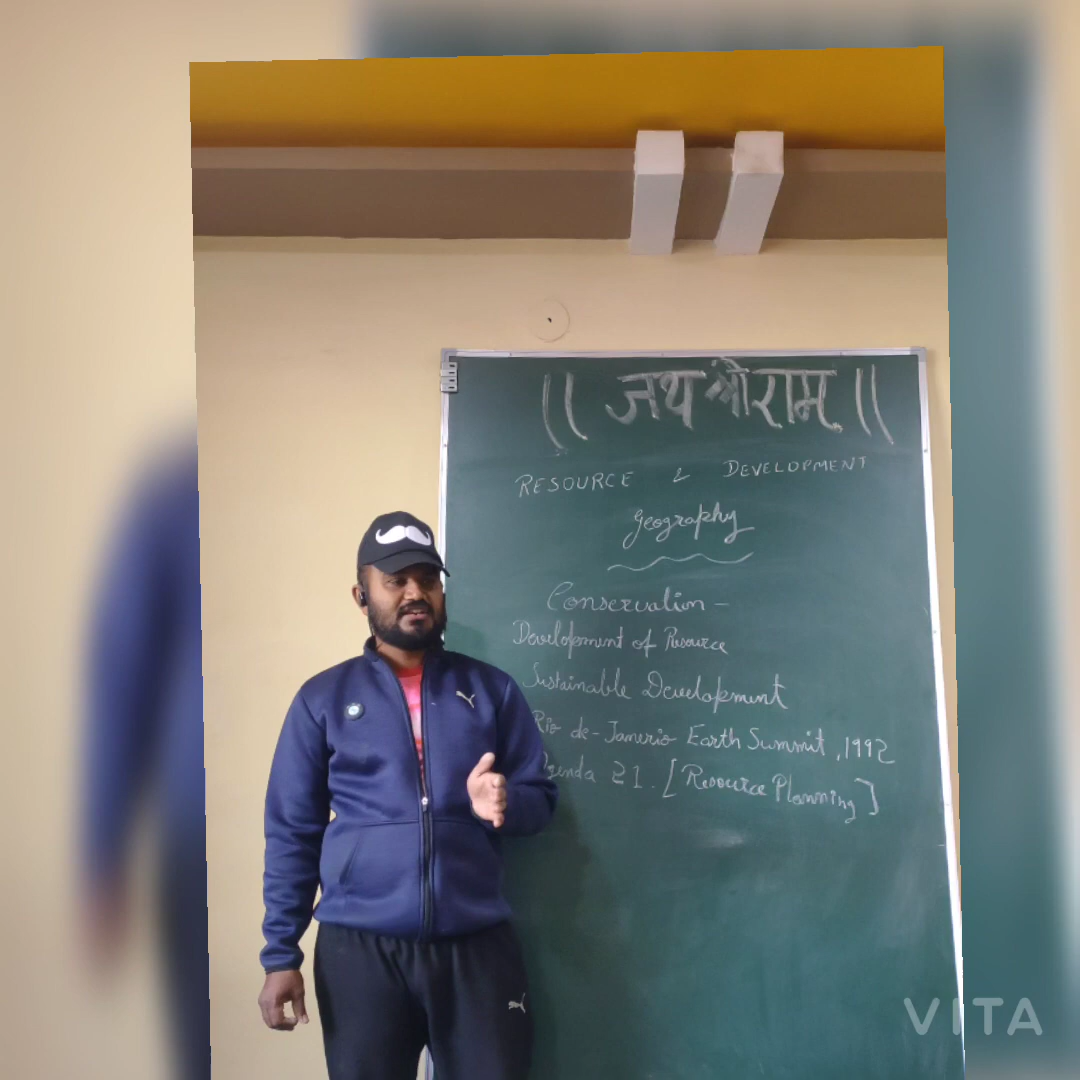 || जय श्री राम ||
RESOURCE & DEVELOPMENT
Geography
Conservation -
Development of Resource
Sustainable Development
Rio de-Janerio Earth Summit, 1992
Agenda 21. [Resource Planning]
VITA